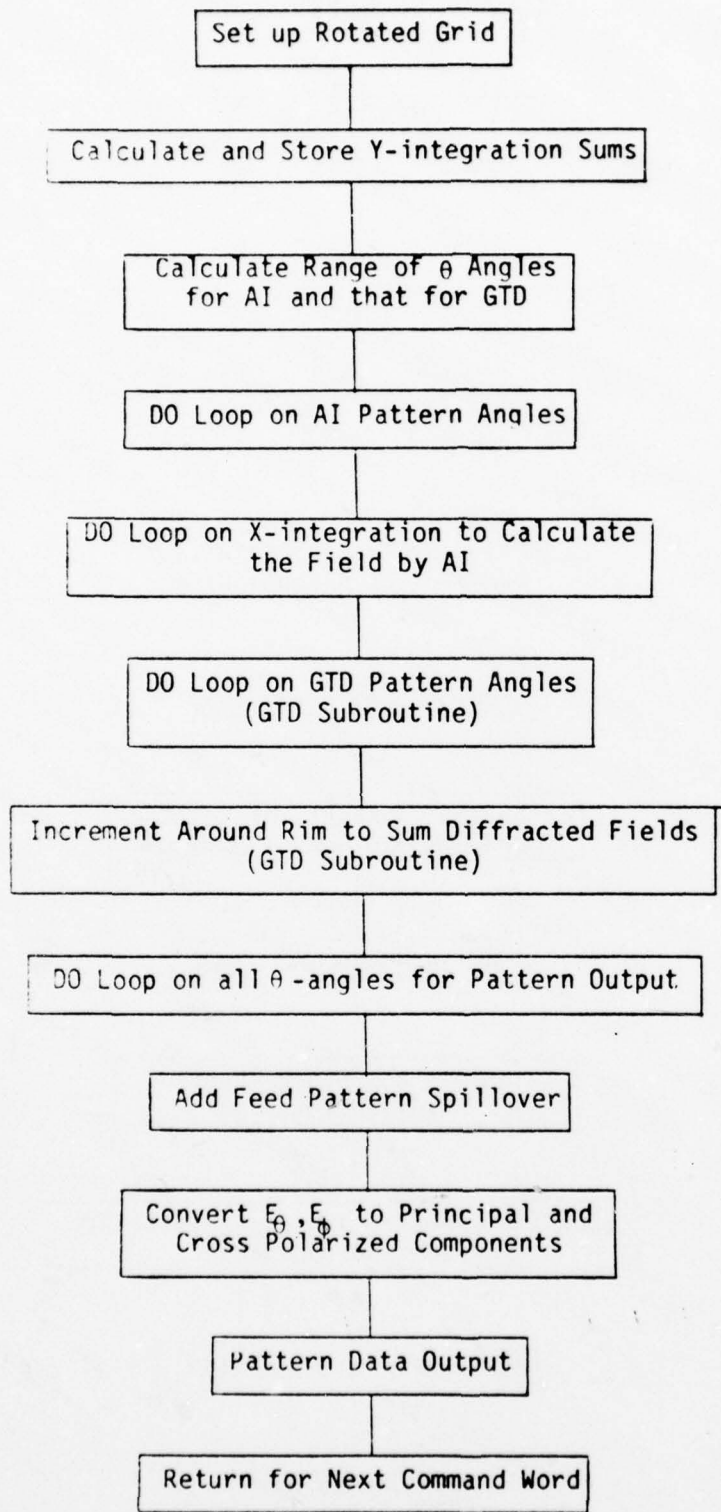 Set up Rotated Grid
Calculate and Store Y-integration Sums
Calculate Range of θ Angles
for AI and that for GTD
DO Loop on AI Pattern Angles
DO Loop on X-integration to Calculate
the Field by AI
DO Loop on GTD Pattern Angles
(GTD Subroutine)
Increment Around Rim to Sum Diffracted Fields
(GTD Subroutine)
DO Loop on all θ-angles for Pattern Output
Add Feed Pattern Spillover
Convert E_θ,E_ϕ to Principal and
Cross Polarized Components
Pattern Data Output
Return for Next Command Word